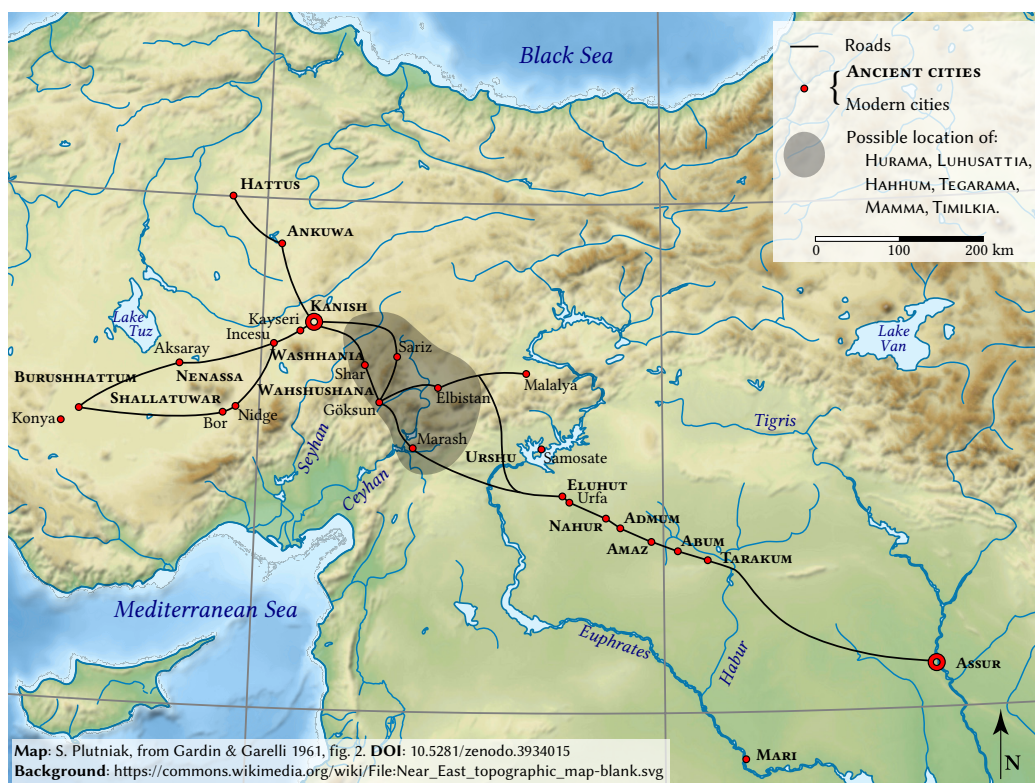 Black Sea
Roads
ANCIENT CITIES
Modern cities
Possible location of:
HURAMA, LUHUSATTIA,
HAHHUM, TEGARAMA,
MAMMA, TIMILKIA.
0 100 200 km
HATTUS
ANKUWA
KANISH
Kayseri
Incesu
Lake
Tuz
Aksaray
WASHHANIA
Sariz
Shar
Lake
Van
BURUSHHATTUM
NENASSA
WAHSHUSHANA
Malalya
SHALLATUWAR
Elbistan
Göksun
Konya
Bor
Nidge
Tigris
Marash
Seyhan
URSHU
Samosate
Ceyhan
ELUHUT
Urfa
NAHUR
ADMUM
AMAZ
ABUM
TARAKUM
Mediterranean Sea
Euphrates
Habur
ASSUR
MARI
N
Map: S. Plutniak, from Gardin & Garelli 1961, fig. 2. DOI: 10.5281/zenodo.3934015
Background: https://commons.wikimedia.org/wiki/File:Near_East_topographic_map-blank.svg